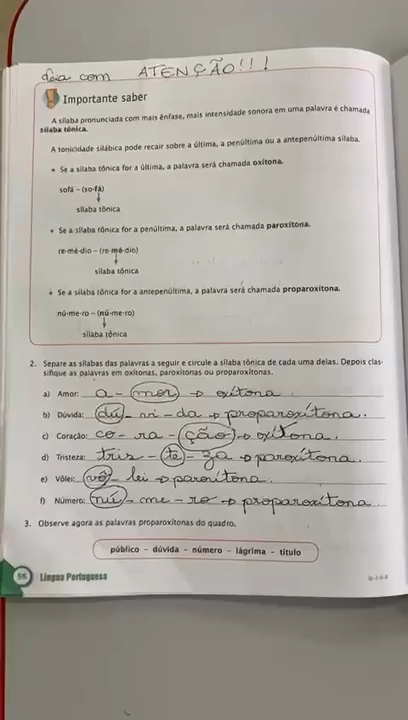 Leia com ATENÇÃO!!!
Importante saber
A sílaba pronunciada com mais ênfase, mais intensidade sonora em uma palavra é chamada
sílaba tônica.
A tonicidade silábica pode recair sobre a última, a penúltima ou a antepenúltima sílaba.
• Se a sílaba tônica for a última, a palavra será chamada oxítona.
sofá – (so-fá)
sílaba tônica
• Se a sílaba tônica for a penúltima, a palavra será chamada paroxítona.
re-mé-dio – (re-mé-dio)
sílaba tônica
• Se a sílaba tônica for a antepenúltima, a palavra será chamada proparoxítona.
nú-me-ro – (nú-me-ro)
sílaba tônica
2. Separe as sílabas das palavras a seguir e circule a sílaba tônica de cada uma delas. Depois clas-
sifique as palavras em oxítonas, paroxítonas ou proparoxítonas.
a) Amor: a - mor → oxítona.
b) Dúvida: dú - vi - da → proparoxítona.
c) Coração: co - ra - ção → oxítona.
d) Tristeza: tris - te - za → paroxítona.
e) Vôlei: vô - lei → paroxítona.
f) Número: nú - me - ro → proparoxítona.
3. Observe agora as palavras proparoxítonas do quadro.
público – dúvida – número – lágrima – título
56 Língua Portuguesa